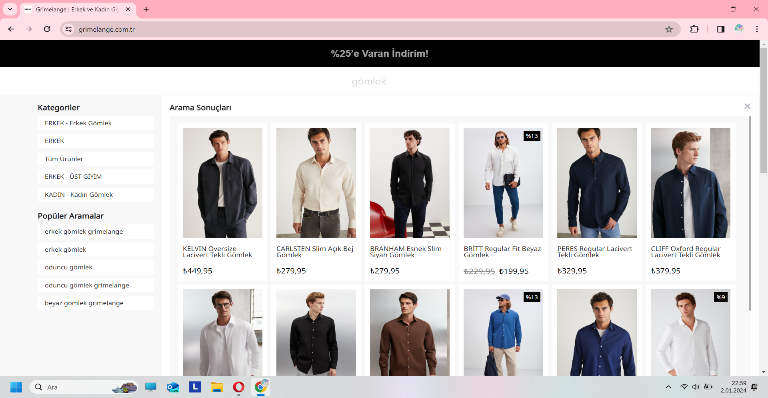 Grimelange : Erkek ve Kadın Gi
grimelange.com.tr
%25'e Varan İndirim!
gömlek
Kategoriler
ERKEK - Erkek Gömlek
ERKEK
Tüm Ürünler
ERKEK - ÜST GİYİM
KADIN - Kadın Gömlek
Popüler Aramalar
erkek gömlek grimelange
erkek gömlek
oduncu gömlek
oduncu gömlek grimelange
beyaz gömlek grimelange
Arama Sonuçları
KELVIN Oversize
Lacivert Tekli Gömlek
₺449,95
CARLSTEN Slim Açık Bej
Gömlek
₺279,95
BRANHAM Esnek Slim
Siyah Gömlek
₺279,95
%13
BRITT Regular Fit Beyaz
Gömlek
₺229,95 ₺199,95
PERES Regular Lacivert
Tekli Gömlek
₺329,95
CLIFF Oxford Regular
Lacivert Tekli Gömlek
₺379,95
%13
%9
Ara
L
22:59
2.01.2024